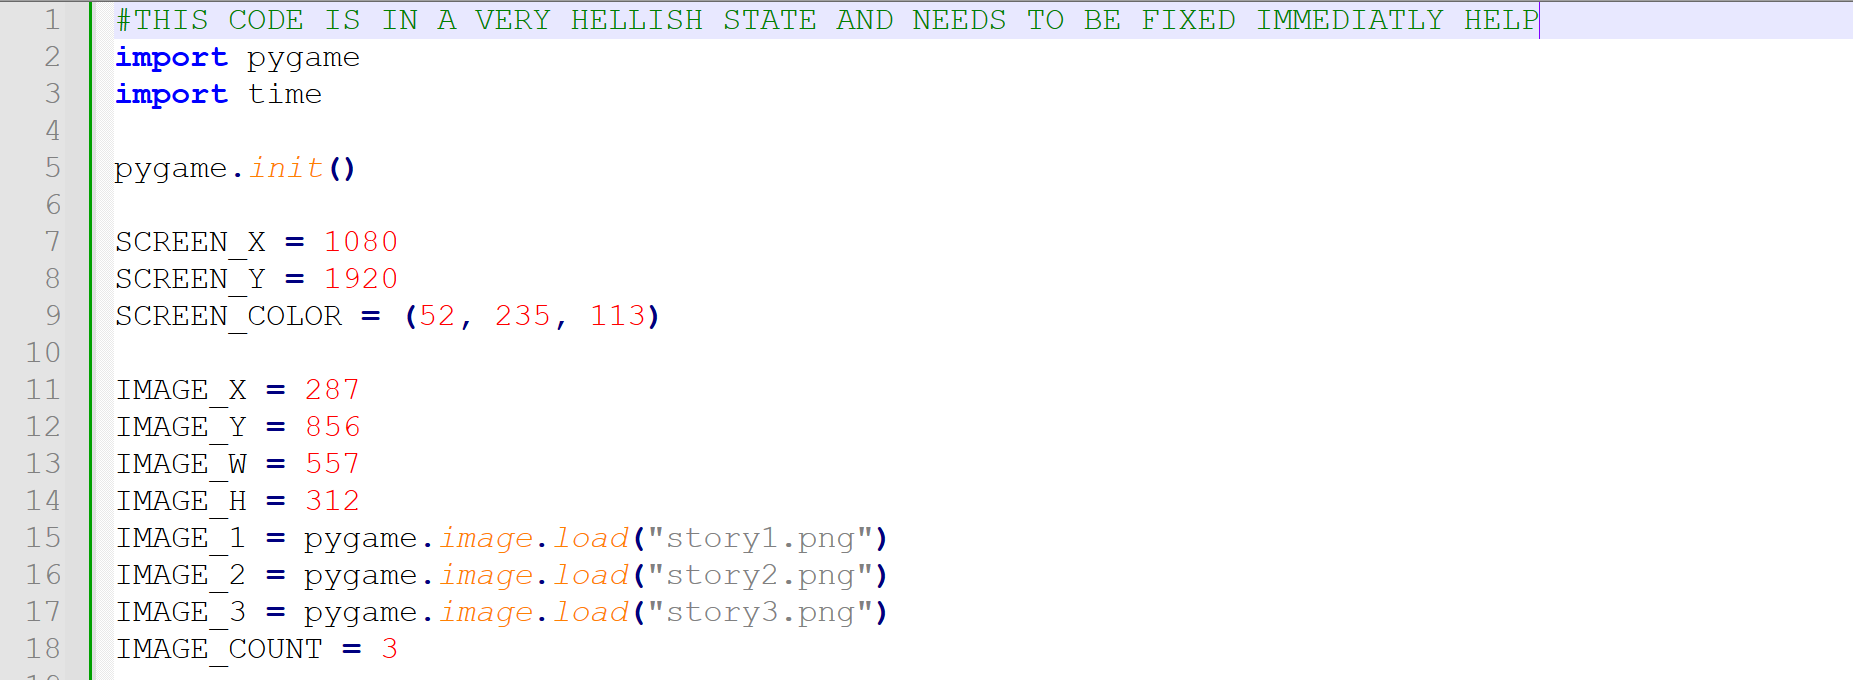 1 #THIS CODE IS IN A VERY HELLISH STATE AND NEEDS TO BE FIXED IMMEDIATLY HELP
2 import pygame
3 import time
4
5 pygame.init()
6
7 SCREEN_X = 1080
8 SCREEN_Y = 1920
9 SCREEN_COLOR = (52, 235, 113)
10
11 IMAGE_X = 287
12 IMAGE_Y = 856
13 IMAGE_W = 557
14 IMAGE_H = 312
15 IMAGE_1 = pygame.image.load("story1.png")
16 IMAGE_2 = pygame.image.load("story2.png")
17 IMAGE_3 = pygame.image.load("story3.png")
18 IMAGE_COUNT = 3